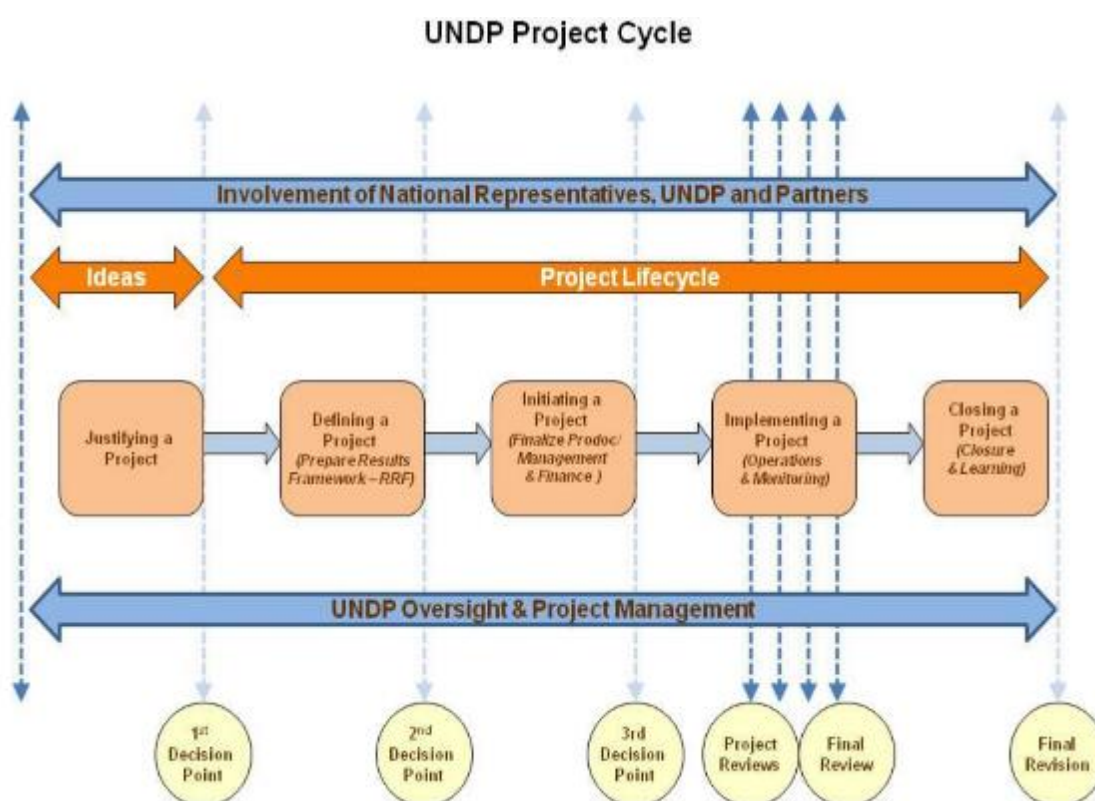 UNDP Project Cycle
Involvement of National Representatives, UNDP and Partners
Ideas
Project Lifecycle
Justifying a
Project
Defining a
Project
(Prepare Results
Framework – RRF)
Initiating a
Project
(Finalize Prodoc/
Management
& Finance )
Implementing a
Project
(Operations
& Monitoring)
Closing a
Project
(Closure
& Learning)
UNDP Oversight & Project Management
1st
Decision
Point
2nd
Decision
Point
3rd
Decision
Point
Project
Reviews
Final
Review
Final
Revision